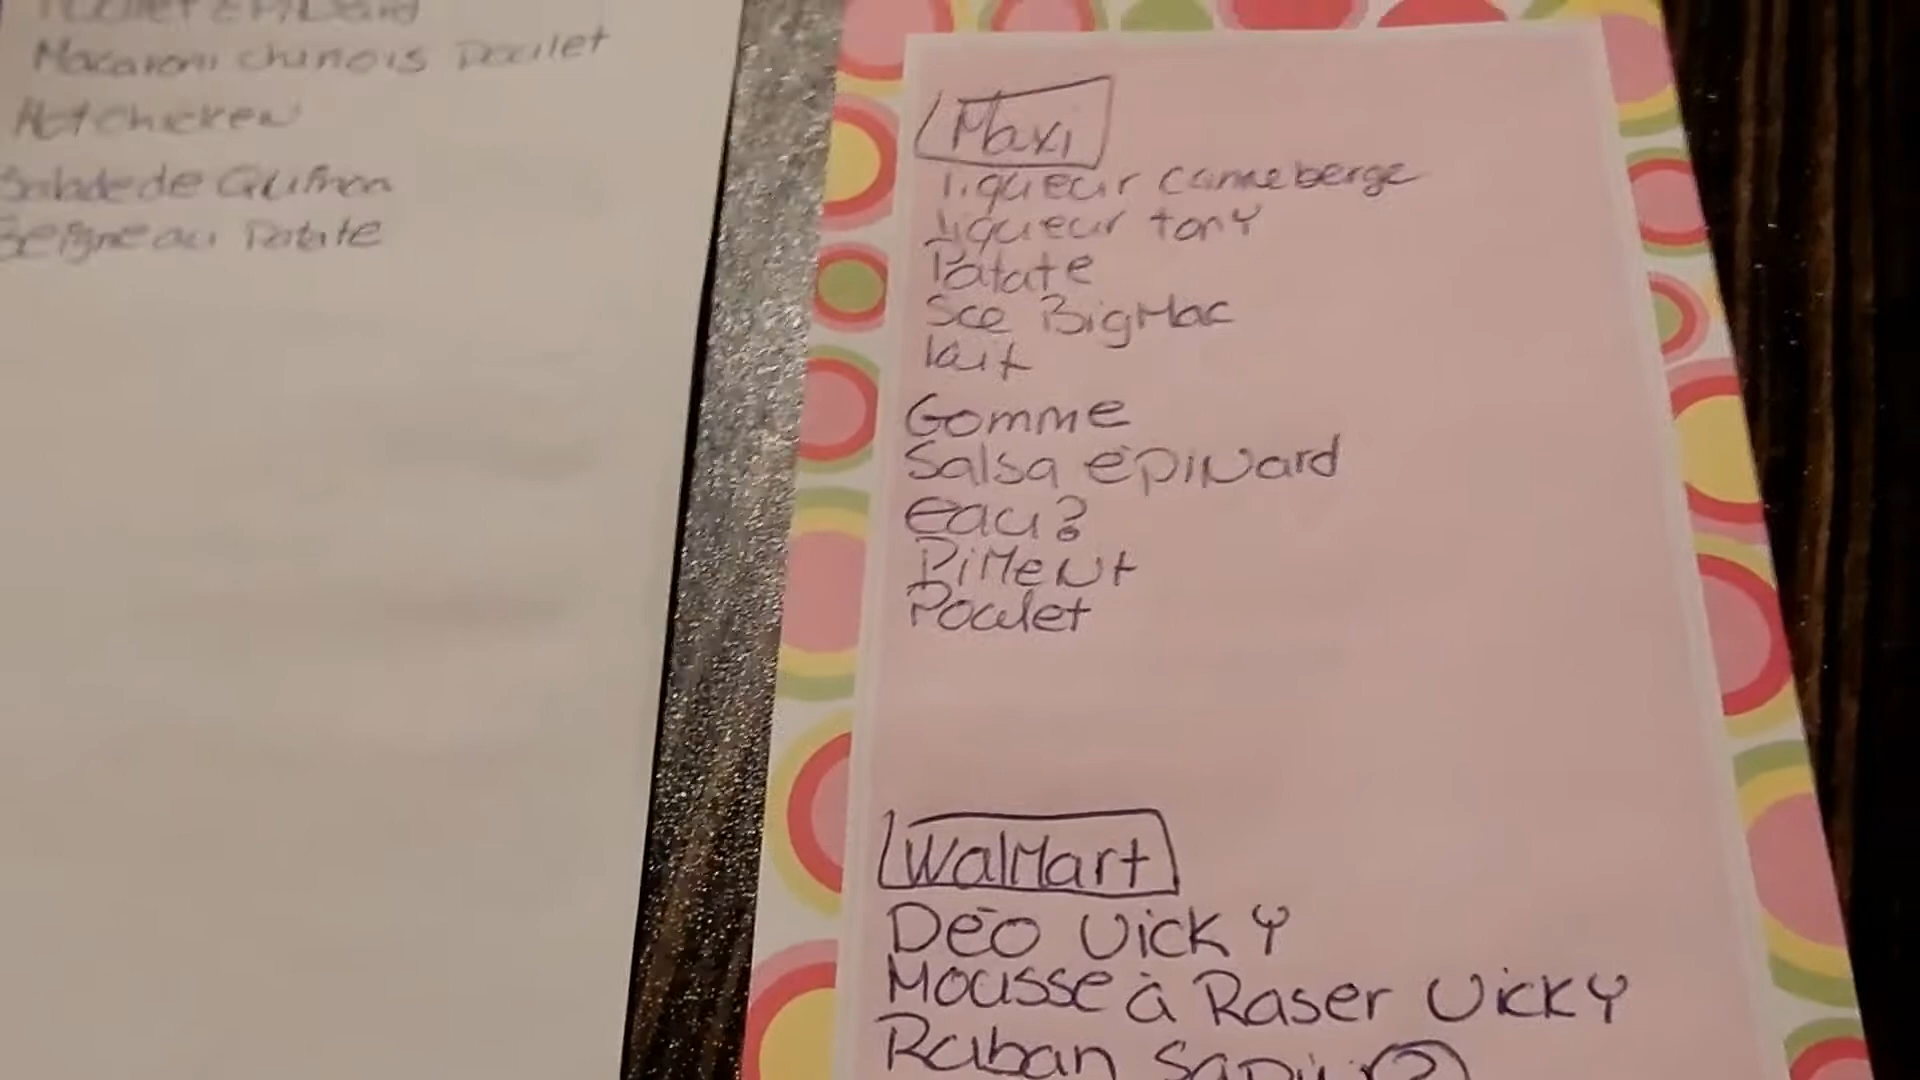 Macaroni chinois Poulet
Hot chicken
Salade de Quinoa
Beigne au Patate
Maxi
liqueur canneberge
liqueur tony
Patate
Sce BigMac
lait
Gomme
Salsa épinard
eau?
Piment
Poulet
WalMart
Déo Vicky
Mousse à Raser Vicky
Ruban Sapin ?